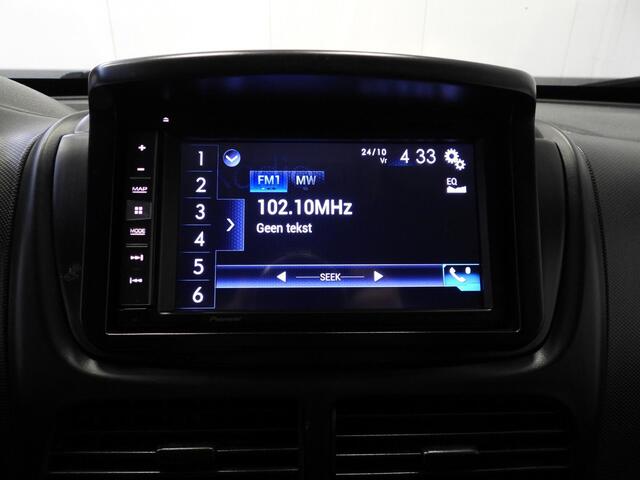 24/10
Vr
4 33
EQ
FM1 MW
102.10MHz
Geen tekst
SEEK
1
2
3
4
5
6
+
-
MAP
MODE
Pioneer